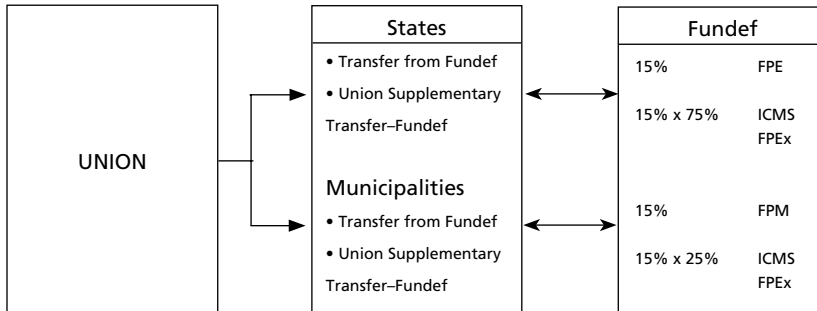 UNION
States
• Transfer from Fundef
• Union Supplementary
Transfer–Fundef
Municipalities
• Transfer from Fundef
• Union Supplementary
Transfer–Fundef
Fundef
15% FPE
15% x 75% ICMS
FPEx
15% FPM
15% x 25% ICMS
FPEx